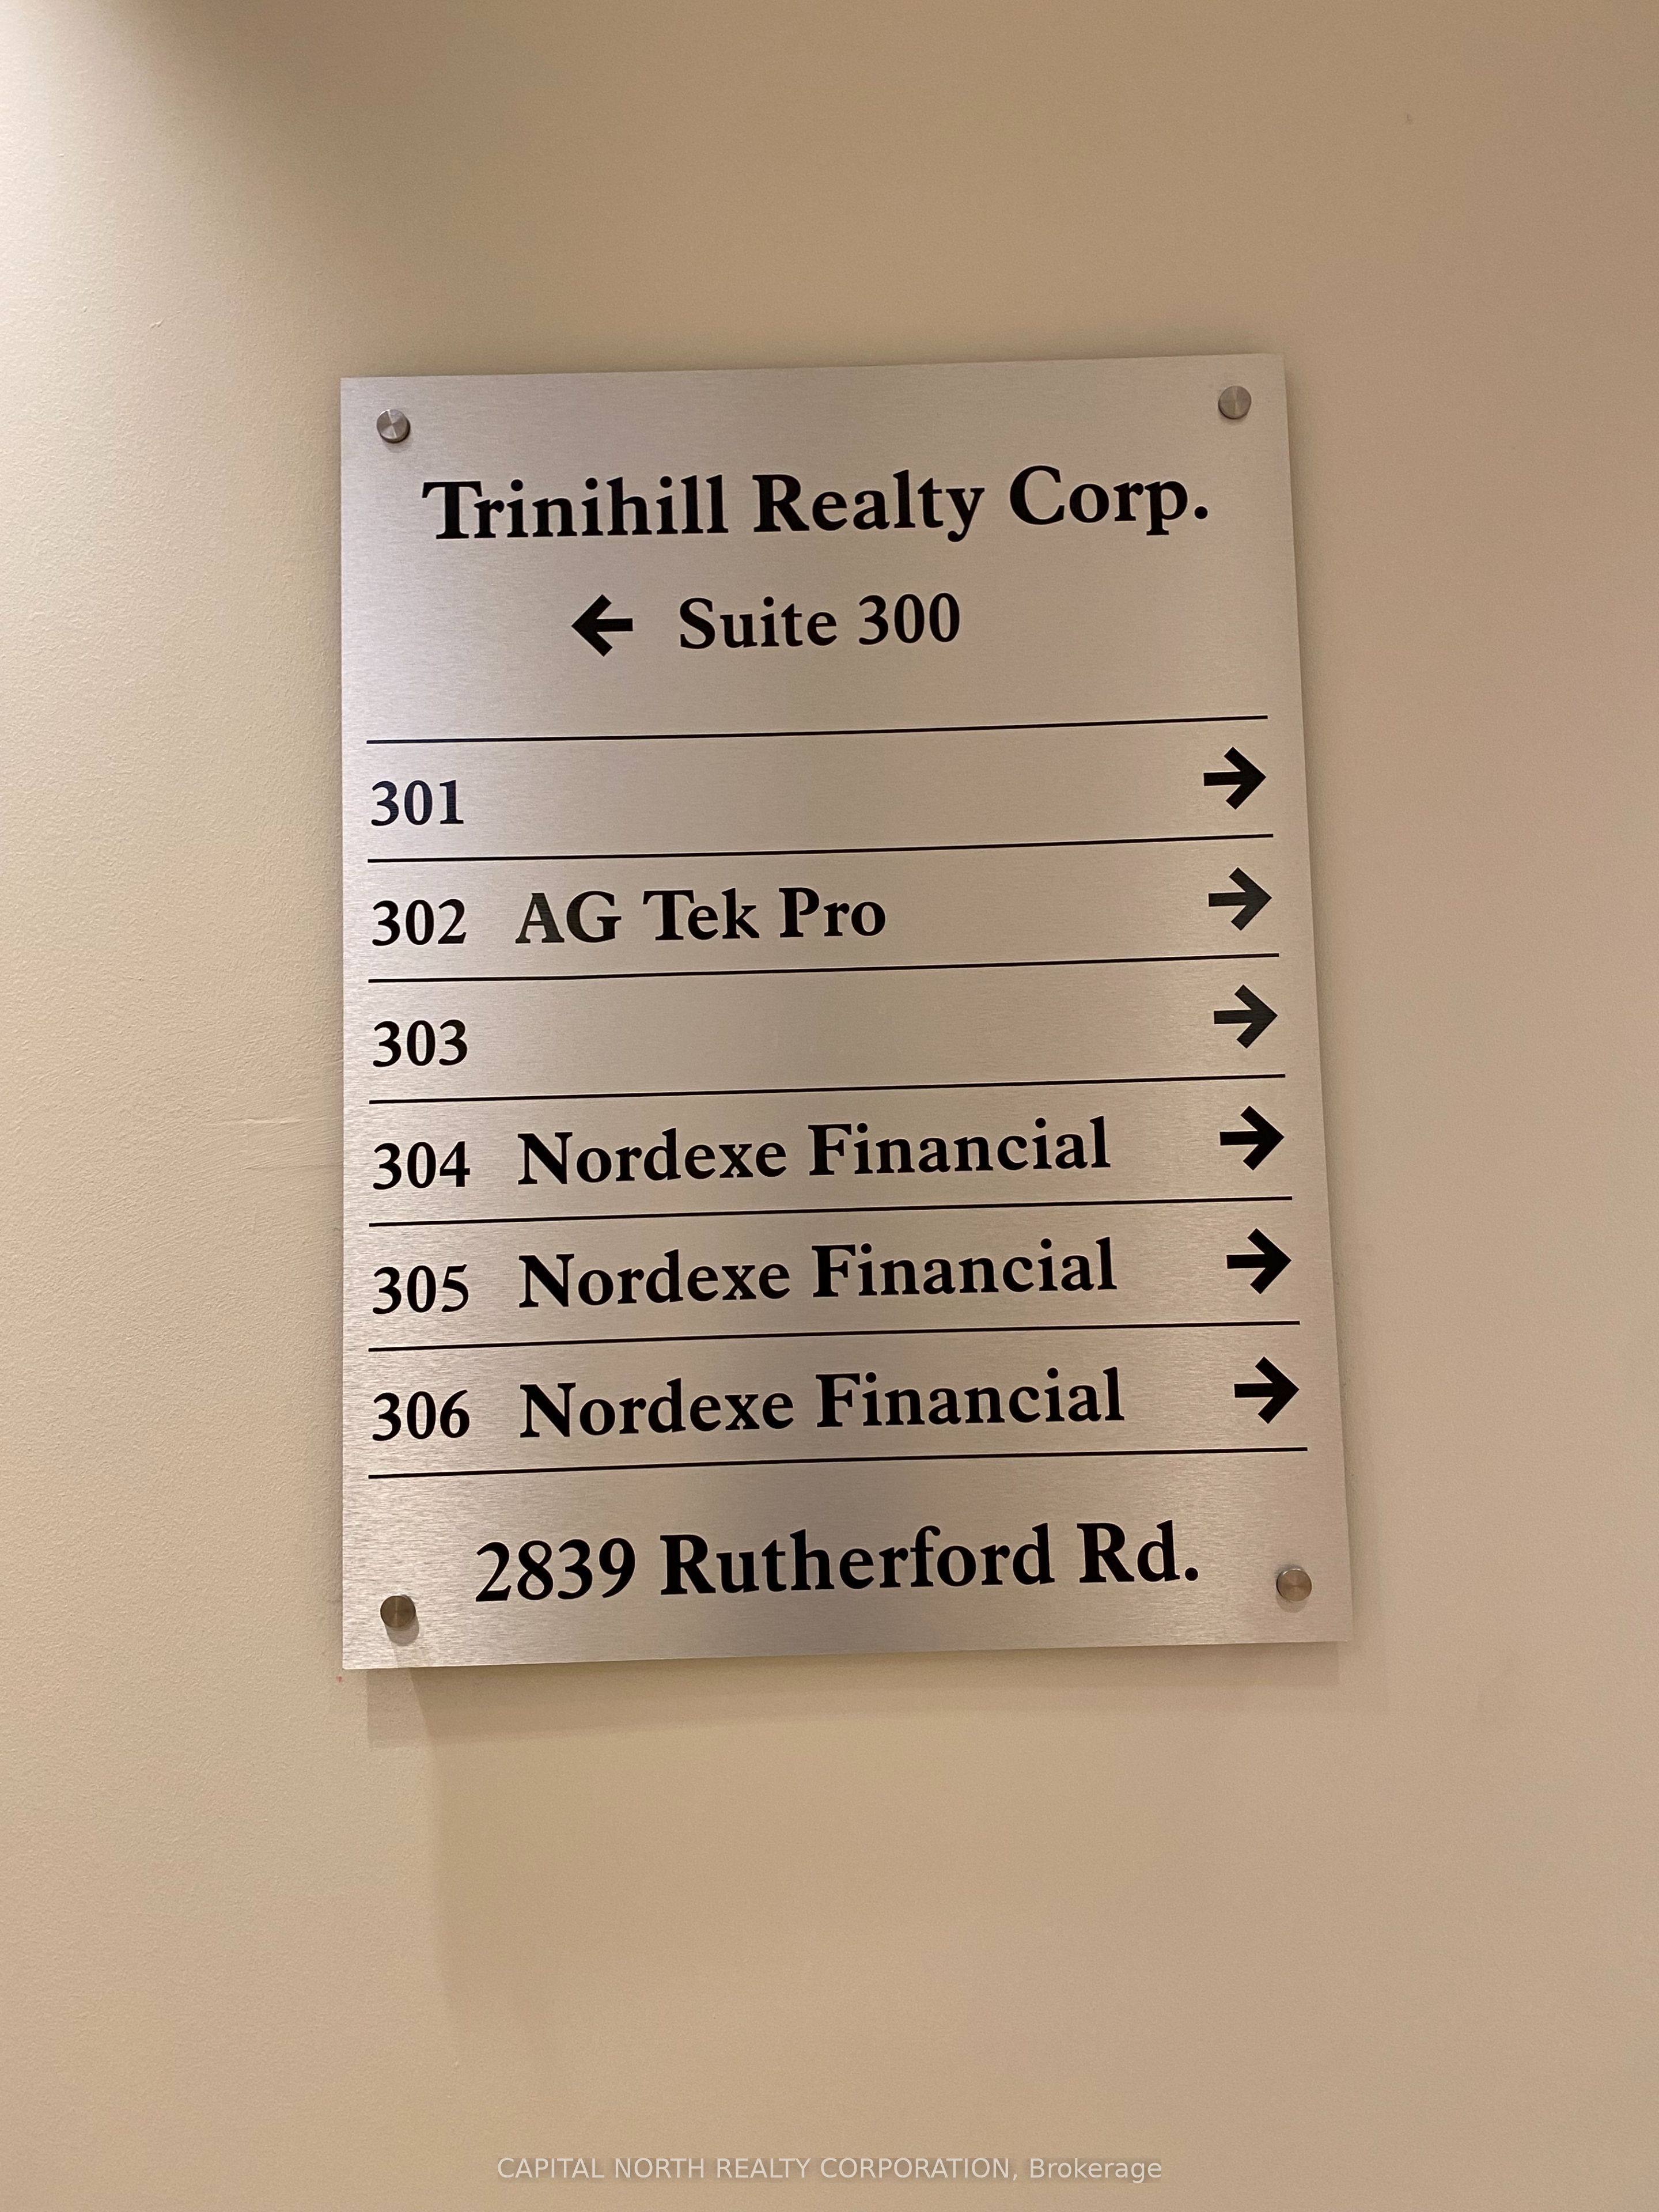 Trinihill Realty Corp.
← Suite 300
301 →
302 AG Tek Pro →
303 →
304 Nordexe Financial →
305 Nordexe Financial →
306 Nordexe Financial →
2839 Rutherford Rd.
CAPITAL NORTH REALTY CORPORATION, Brokerage